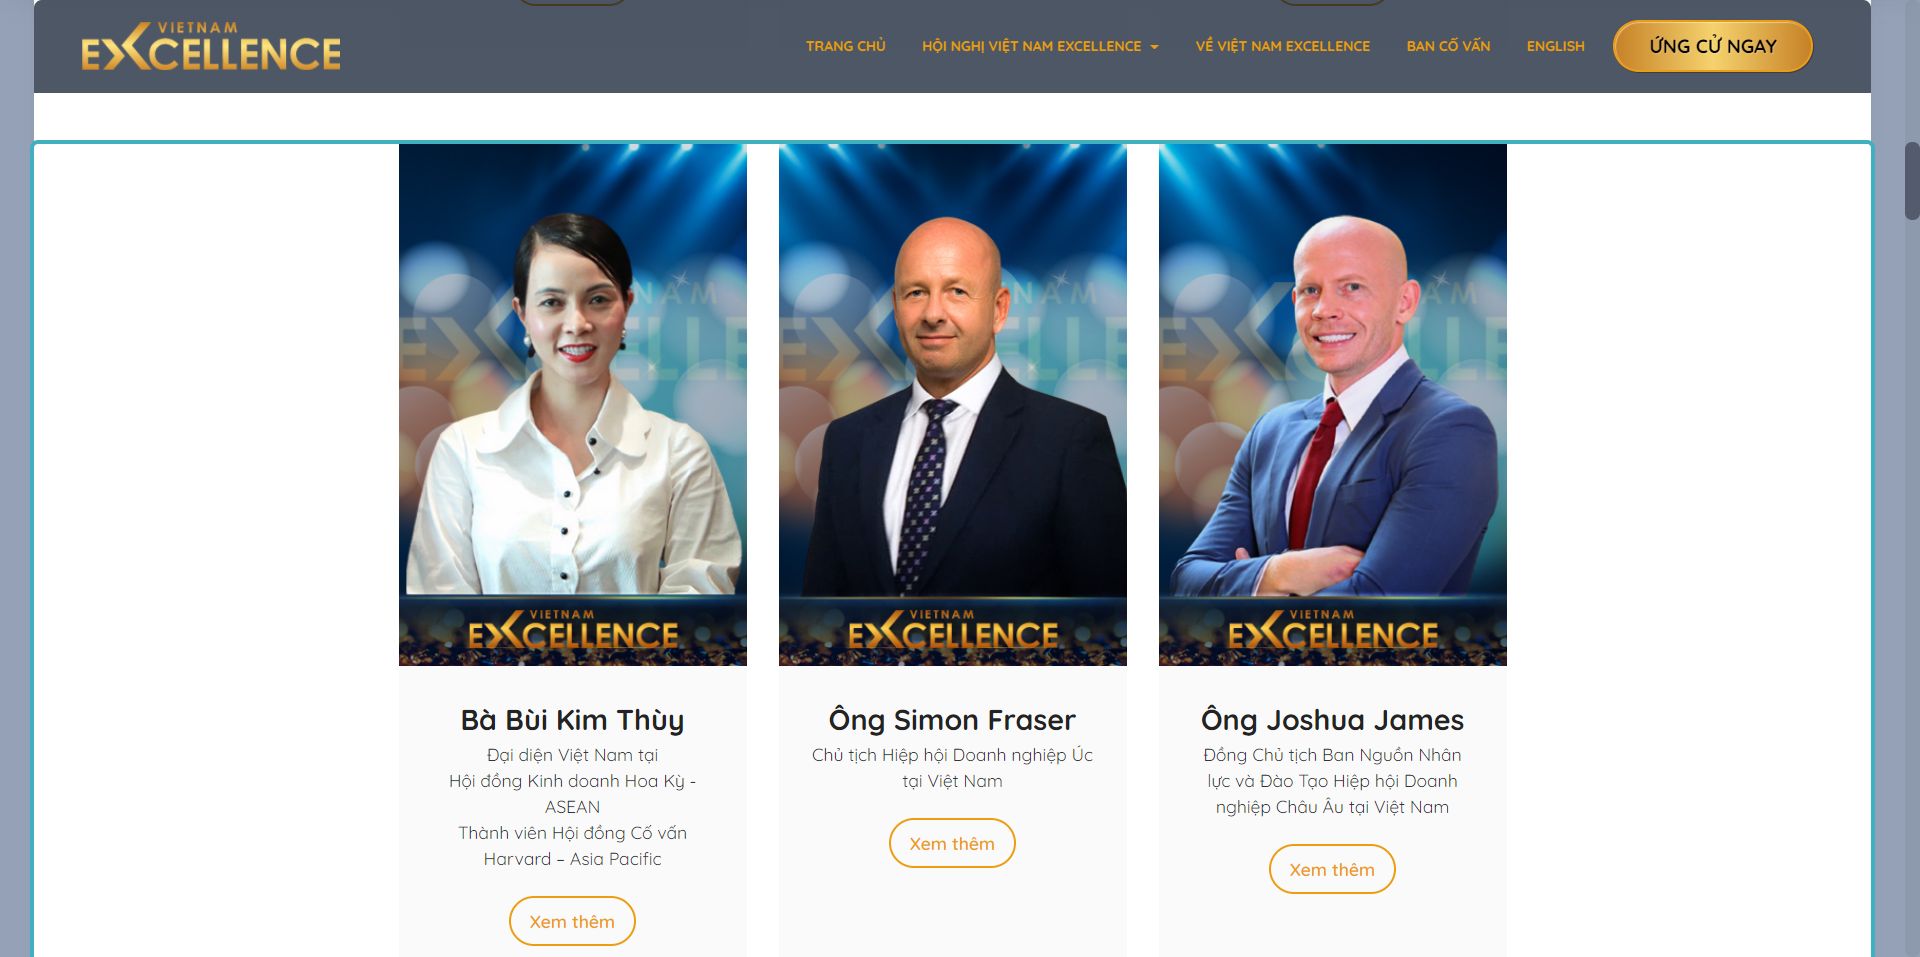 VIETNAM
EXCELLENCE
TRANG CHỦ
HỘI NGHỊ VIỆT NAM EXCELLENCE
VỀ VIỆT NAM EXCELLENCE
BAN CỐ VẤN
ENGLISH
ỨNG CỬ NGAY
VIETNAM
EXCELLENCE
VIETNAM
EXCELLENCE
VIETNAM
EXCELLENCE
Bà Bùi Kim Thùy
Đại diện Việt Nam tại
Hội đồng Kinh doanh Hoa Kỳ -
ASEAN
Thành viên Hội đồng Cố vấn
Harvard – Asia Pacific
Xem thêm
Ông Simon Fraser
Chủ tịch Hiệp hội Doanh nghiệp Úc
tại Việt Nam
Xem thêm
Ông Joshua James
Đồng Chủ tịch Ban Nguồn Nhân
lực và Đào Tạo Hiệp hội Doanh
nghiệp Châu Âu tại Việt Nam
Xem thêm